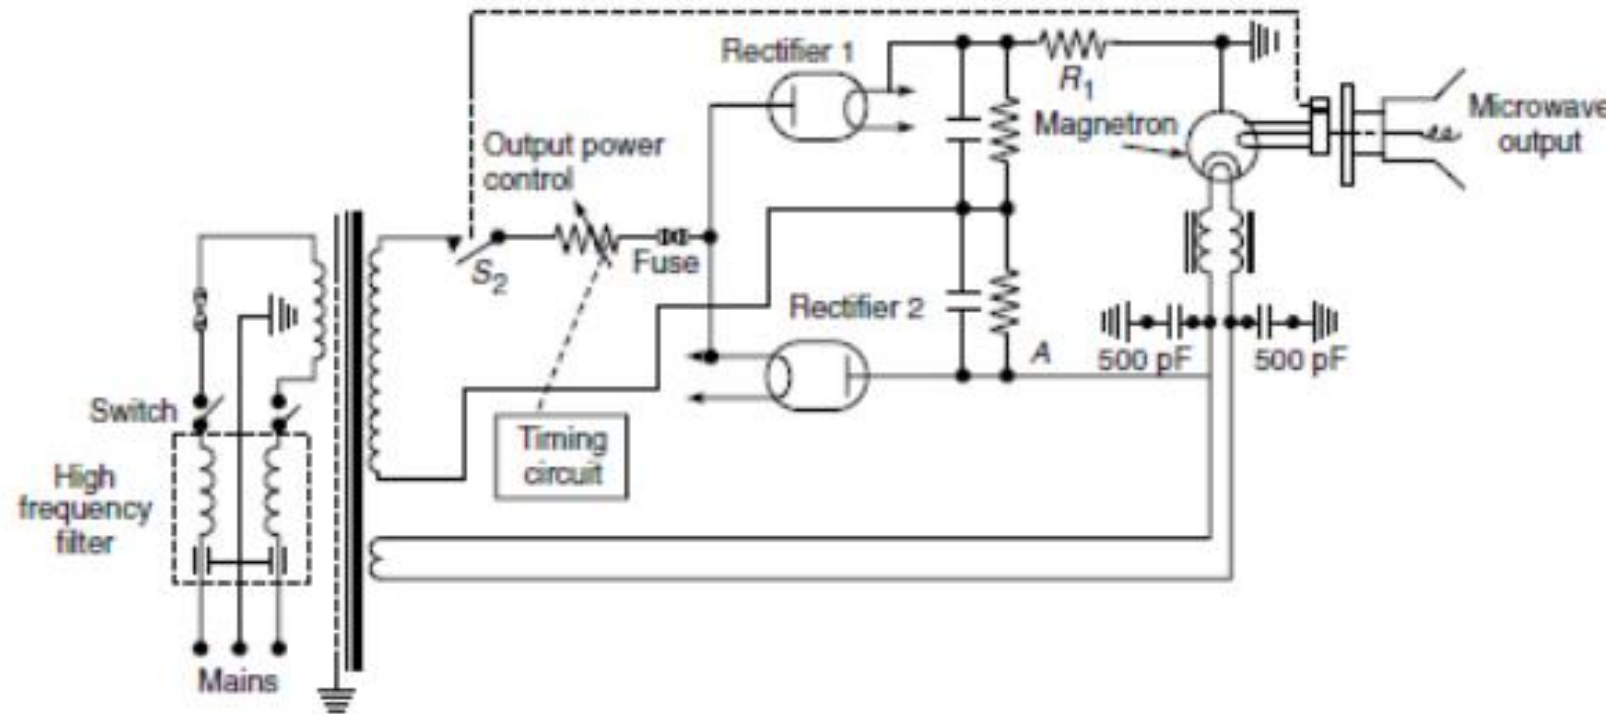 Rectifier 1
R1
Magnetron
Microwave
output
Output power
control
S2
Fuse
Rectifier 2
A
500 pF
500 pF
Switch
Timing
circuit
High
frequency
filter
Mains